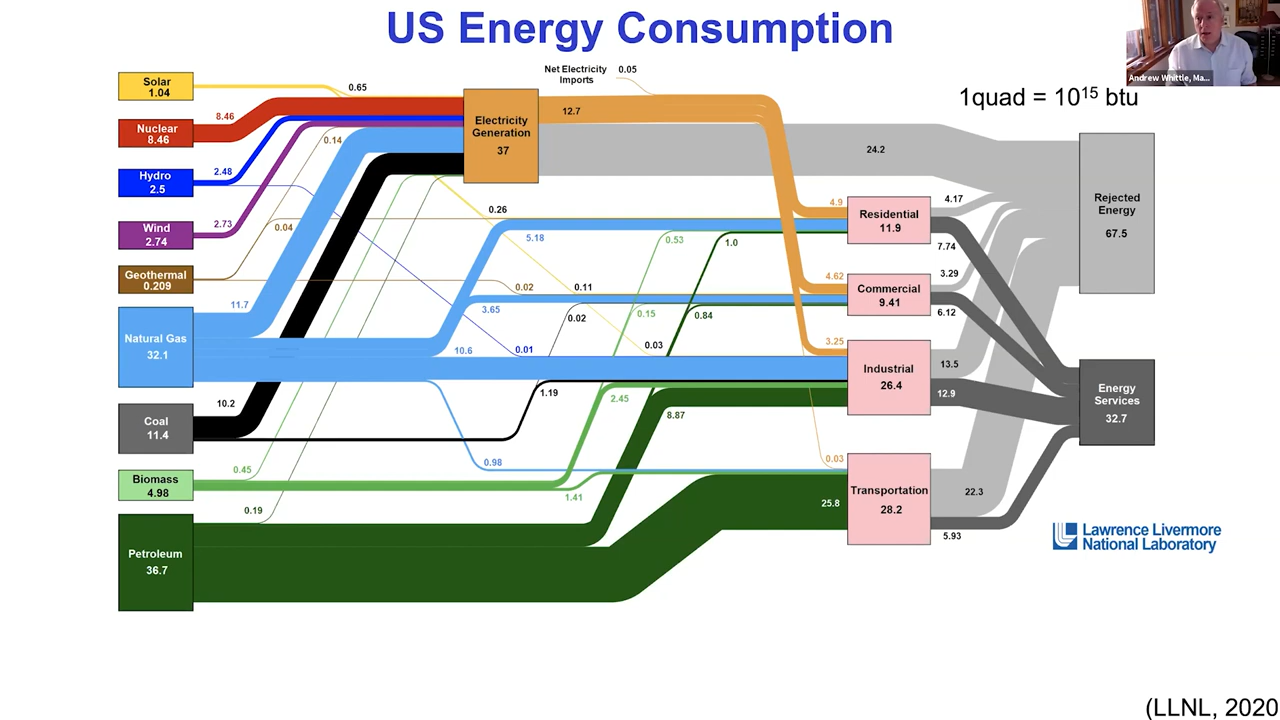 US Energy Consumption
Andrew Whittle, Ma...
1quad = 10¹⁵ btu
Net Electricity
Imports
0.05
Solar
1.04
0.65
Nuclear
8.46
8.46
Hydro
2.5
2.48
Wind
2.74
2.73
Geothermal
0.209
0.14
0.04
Natural Gas
32.1
11.7
Coal
11.4
10.2
Biomass
4.98
0.45
Petroleum
36.7
0.19
Electricity
Generation
37
12.7
24.2
0.26
5.18
0.53
1.0
0.02
0.11
3.65
0.02
0.15
0.84
10.6
0.01
0.03
1.19
2.45
8.87
0.98
1.41
25.8
4.9
4.62
3.25
0.03
Residential
11.9
4.17
7.74
Commercial
9.41
3.29
6.12
Industrial
26.4
13.5
12.9
Transportation
28.2
22.3
5.93
Rejected
Energy
67.5
Energy
Services
32.7
Lawrence Livermore
National Laboratory
(LLNL, 2020